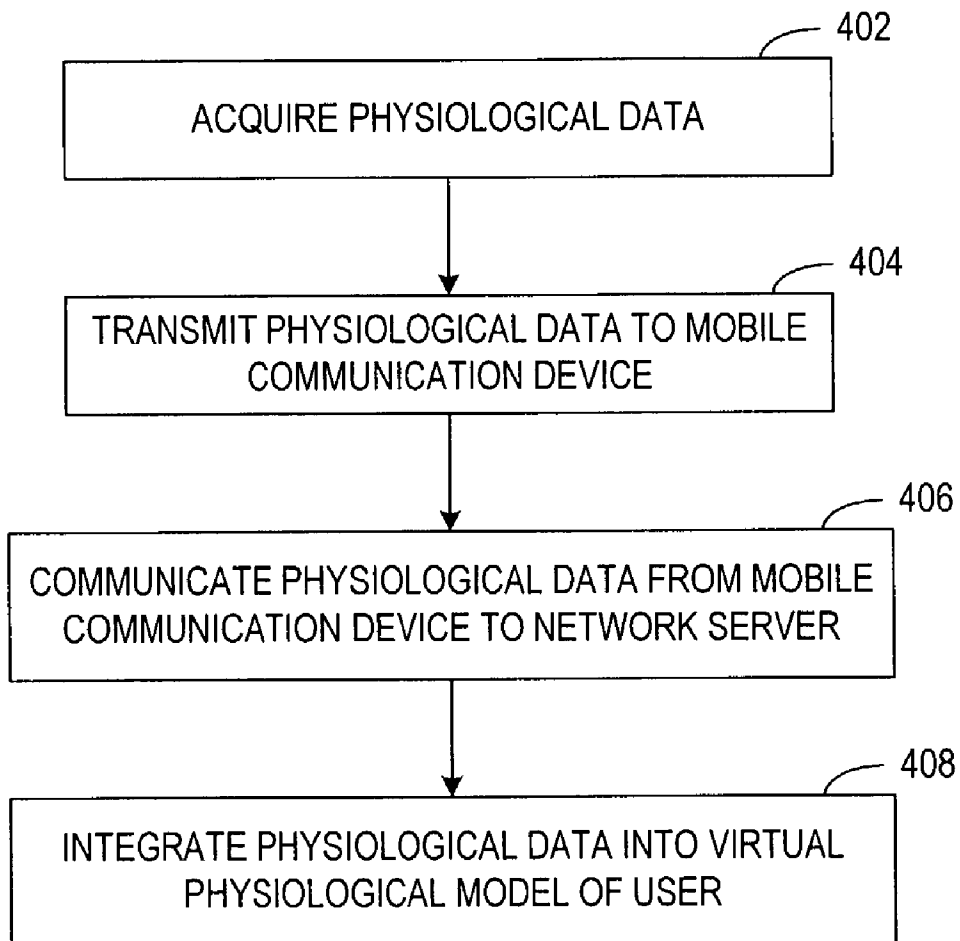 402
ACQUIRE PHYSIOLOGICAL DATA
404
TRANSMIT PHYSIOLOGICAL DATA TO MOBILE
COMMUNICATION DEVICE
406
COMMUNICATE PHYSIOLOGICAL DATA FROM MOBILE
COMMUNICATION DEVICE TO NETWORK SERVER
408
INTEGRATE PHYSIOLOGICAL DATA INTO VIRTUAL
PHYSIOLOGICAL MODEL OF USER